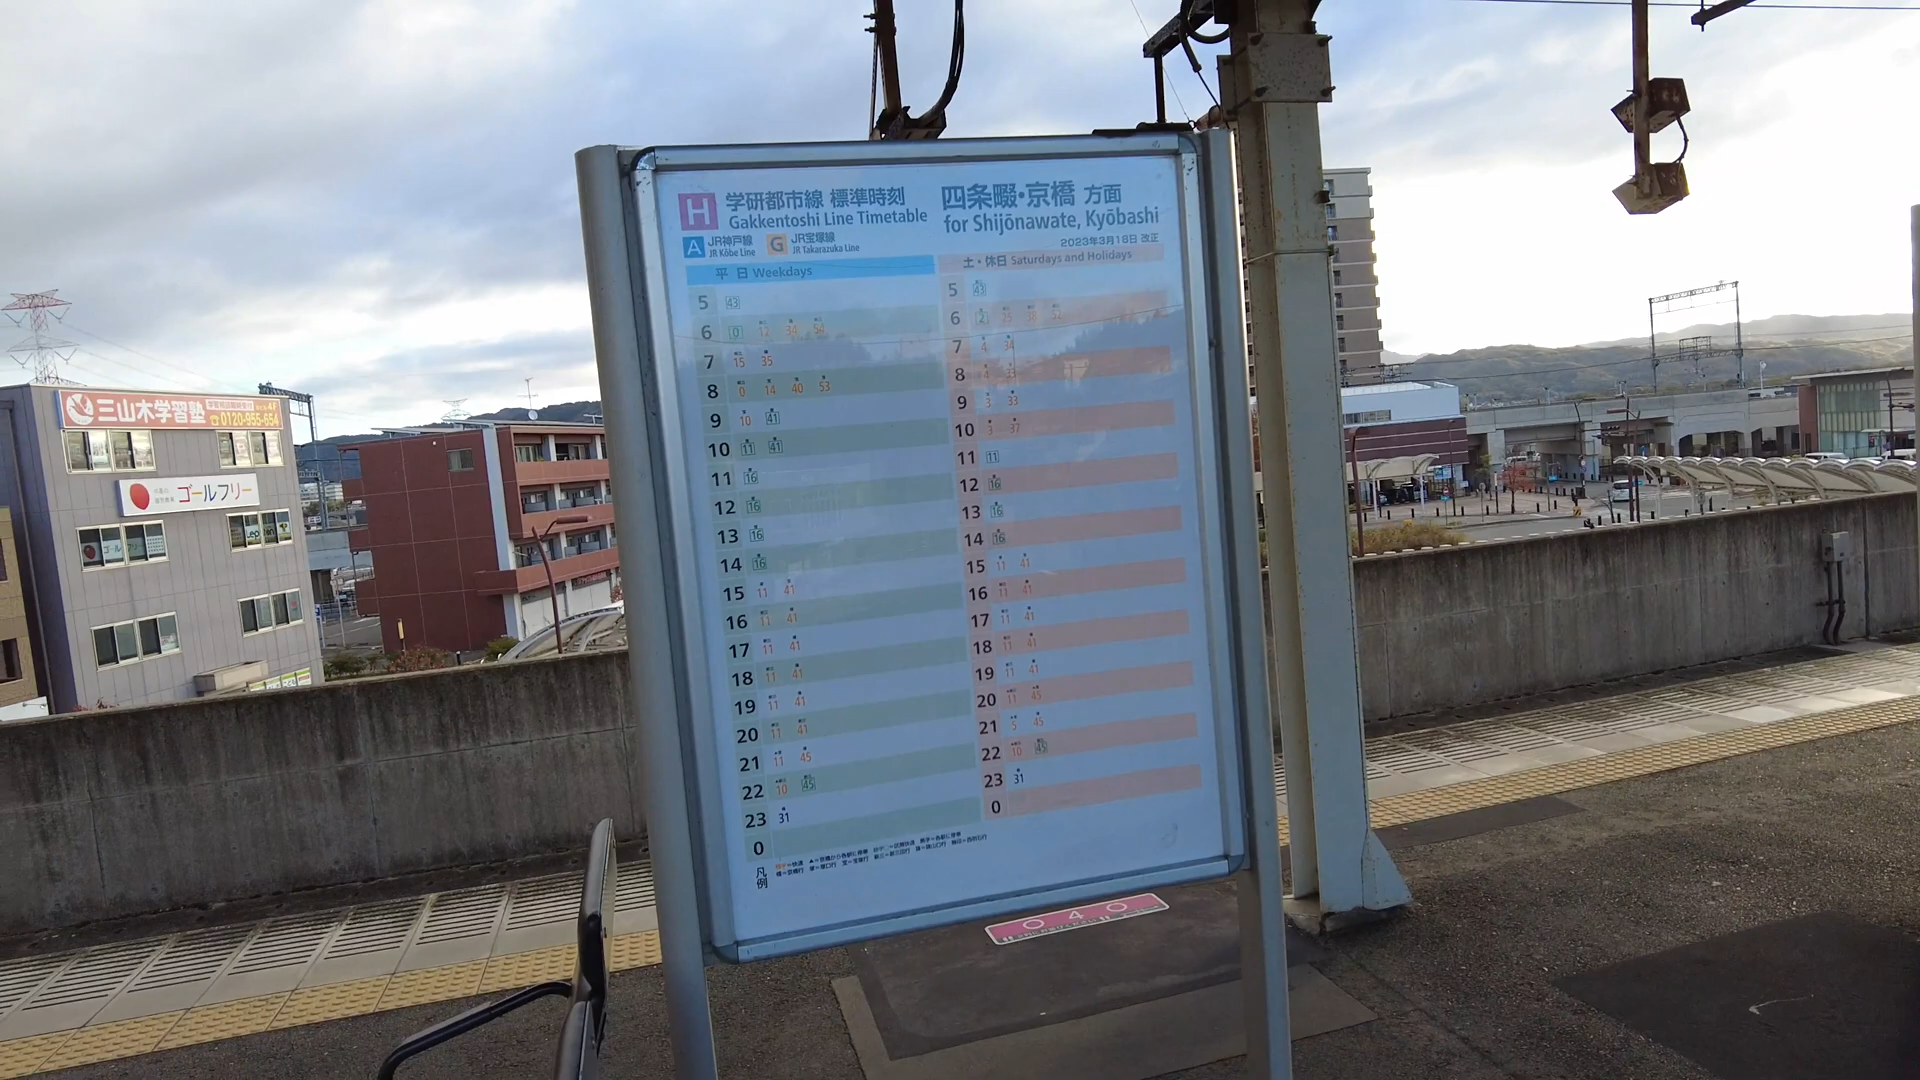 H 学研都市線 標準時刻 四条畷・京橋 方面
Gakkentoshi Line Timetable for Shijōnawate, Kyōbashi
A JR神戸線 G JR宝塚線
JR Kōbe Line JR Takarazuka Line
2023年3月18日 改正
平 日 Weekdays
5 43
6 0 12 34 54
7 15 35
8 0 14 40 53
9 10 41
10 11 41
11 16
12 16
13 16
14 16
15 11 41
16 11 41
17 11 41
18 11 41
19 11 41
20 11 41
21 11 45
22 10 45
23 31
0
土・休日 Saturdays and Holidays
5 43
6 38 52
7 4 34
8 4 33
9 3 33
10 3 37
11 11
12 16
13 16
14 16
15 11 41
16 11 41
17 11 41
18 11 41
19 11 41
20 11 45
21 5 45
22 10 45
23 31
0
凡例
三山木学習塾
4F
0120-955-654
ゴールフリー
4